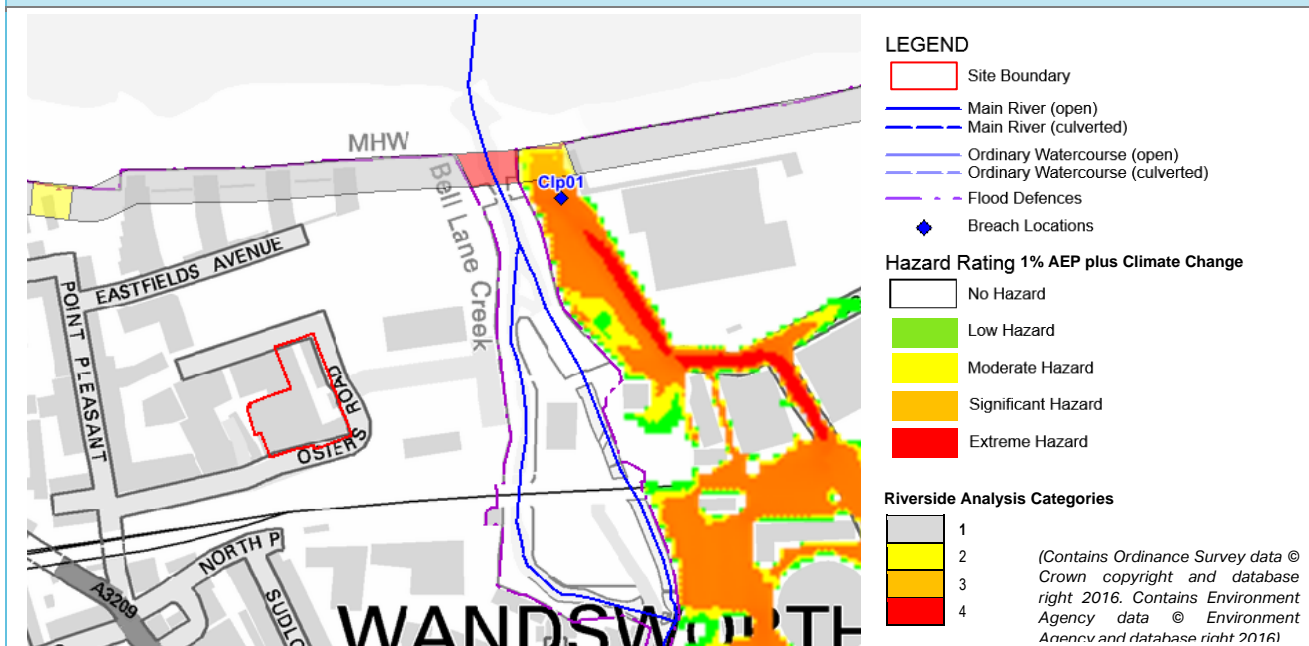 MHW
Bell Lane Creek
Clp01
EASTFIELDS AVENUE
POINT PLEASANT
OSIERS ROAD
NORTH P
SUDLO
A3209
WANDSWORTH
LEGEND
Site Boundary
Main River (open)
Main River (culverted)
Ordinary Watercourse (open)
Ordinary Watercourse (culverted)
Flood Defences
Breach Locations
Hazard Rating 1% AEP plus Climate Change
No Hazard
Low Hazard
Moderate Hazard
Significant Hazard
Extreme Hazard
Riverside Analysis Categories
1
2
3
4
(Contains Ordinance Survey data ©
Crown copyright and database
right 2016. Contains Environment
Agency data © Environment
Agency and database right 2016)